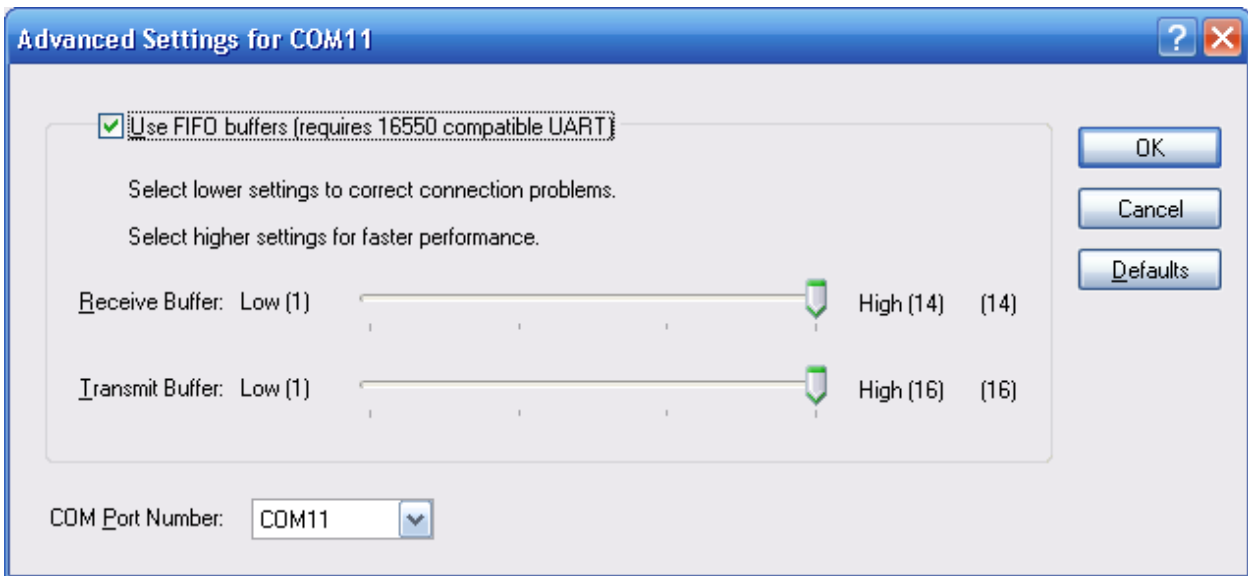 Advanced Settings for COM11
Use FIFO buffers (requires 16550 compatible UART)
OK
Select lower settings to correct connection problems.
Cancel
Select higher settings for faster performance.
Defaults
Receive Buffer: Low (1) High (14) (14)
Transmit Buffer: Low (1) High (16) (16)
COM Port Number: COM11